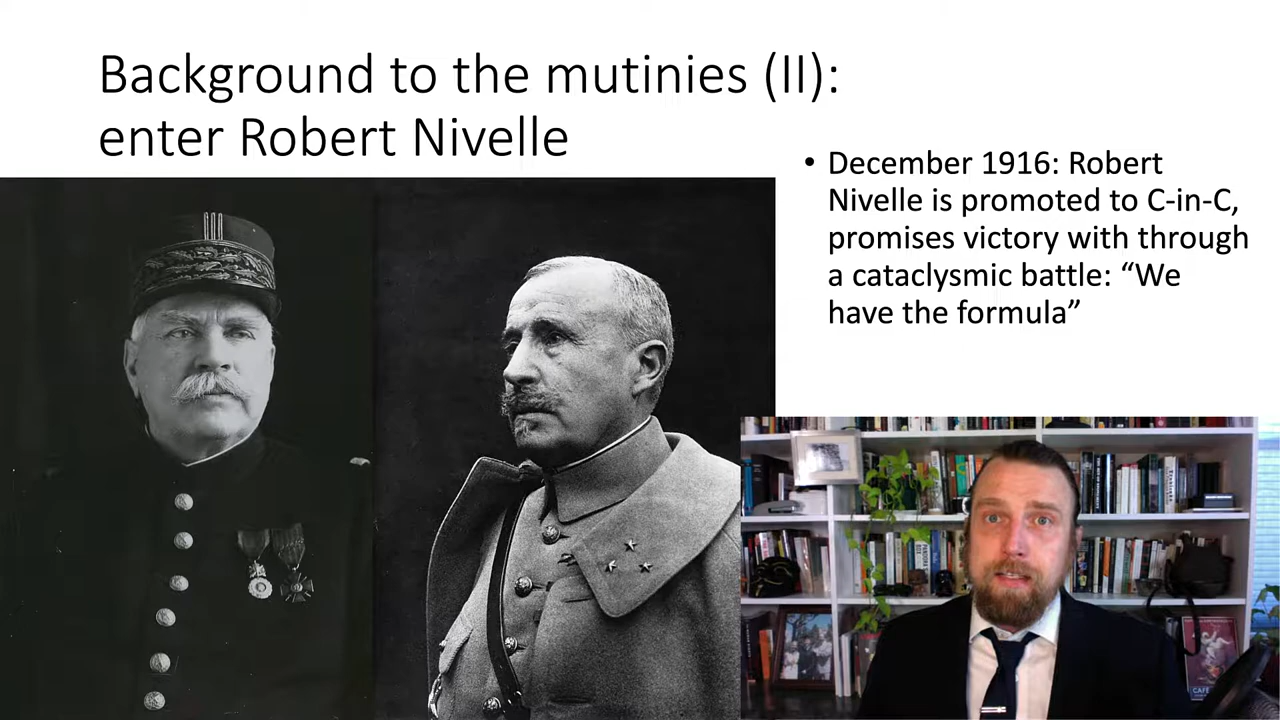 Background to the mutinies (II):
enter Robert Nivelle
• December 1916: Robert
Nivelle is promoted to C-in-C,
promises victory with through
a cataclysmic battle: “We
have the formula”
CAFE